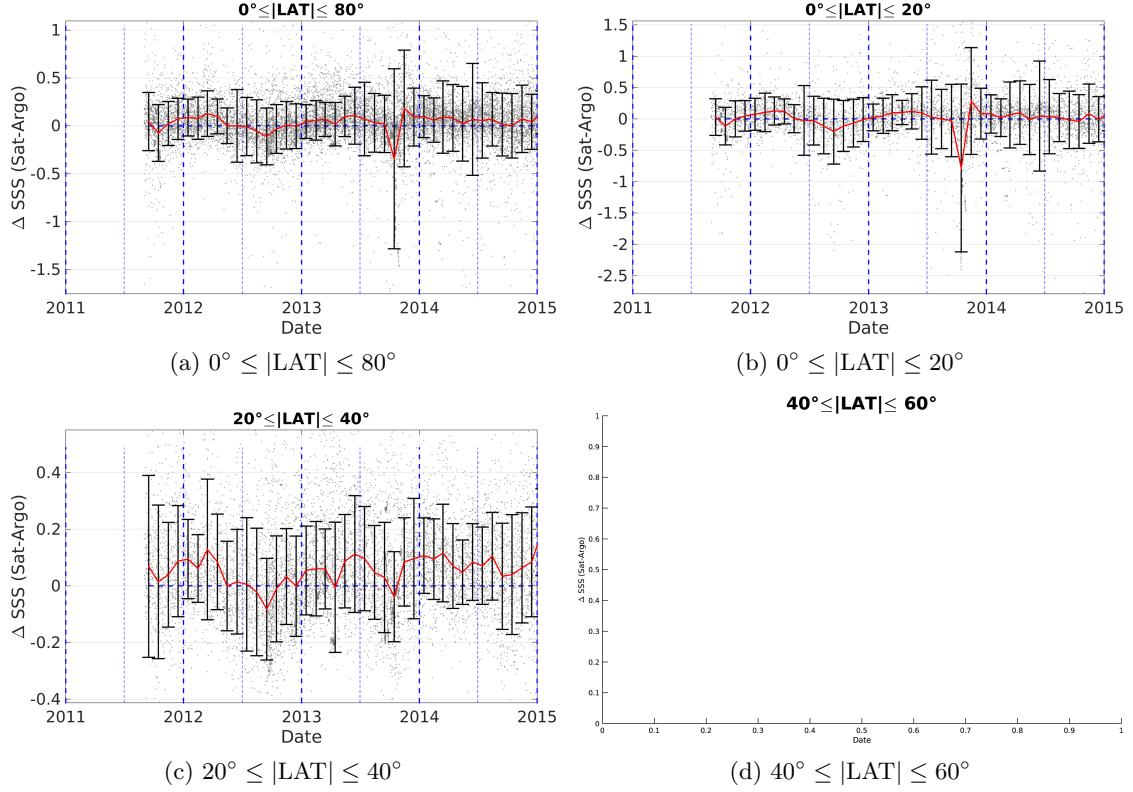 0°≤|LAT|≤ 80°
1
0.5
0
-0.5
-1
-1.5
Δ SSS (Sat-Argo)
2011 2012 2013 2014 2015
Date
(a) 0° ≤ |LAT| ≤ 80°
0°≤|LAT|≤ 20°
1.5
1
0.5
0
-0.5
-1
-1.5
-2
-2.5
Δ SSS (Sat-Argo)
2011 2012 2013 2014 2015
Date
(b) 0° ≤ |LAT| ≤ 20°
20°≤|LAT|≤ 40°
0.4
0.2
0
-0.2
-0.4
Δ SSS (Sat-Argo)
2011 2012 2013 2014 2015
Date
(c) 20° ≤ |LAT| ≤ 40°
40°≤|LAT|≤ 60°
1
0.9
0.8
0.7
0.6
0.5
0.4
0.3
0.2
0.1
0
Δ SSS (Sat-Argo)
0 0.1 0.2 0.3 0.4 0.5 0.6 0.7 0.8 0.9 1
Date
(d) 40° ≤ |LAT| ≤ 60°